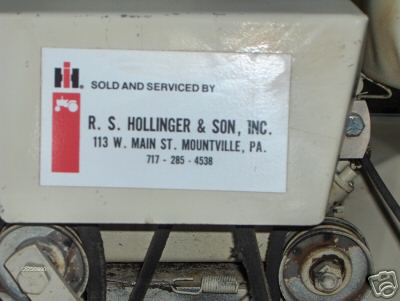 IH
SOLD AND SERVICED BY
R. S. HOLLINGER & SON, INC.
113 W. MAIN ST. MOUNTVILLE, PA.
717 - 285 - 4538